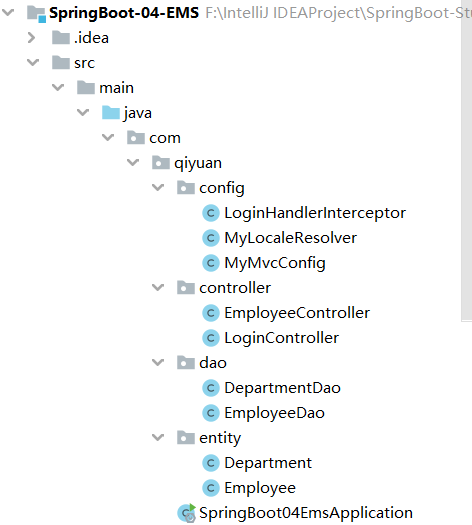 SpringBoot-04-EMS F:\IntelliJ IDEAProject\SpringBoot-Stu
.idea
src
main
java
com
qiyuan
config
LoginHandlerInterceptor
MyLocaleResolver
MyMvcConfig
controller
EmployeeController
LoginController
dao
DepartmentDao
EmployeeDao
entity
Department
Employee
SpringBoot04EmsApplication